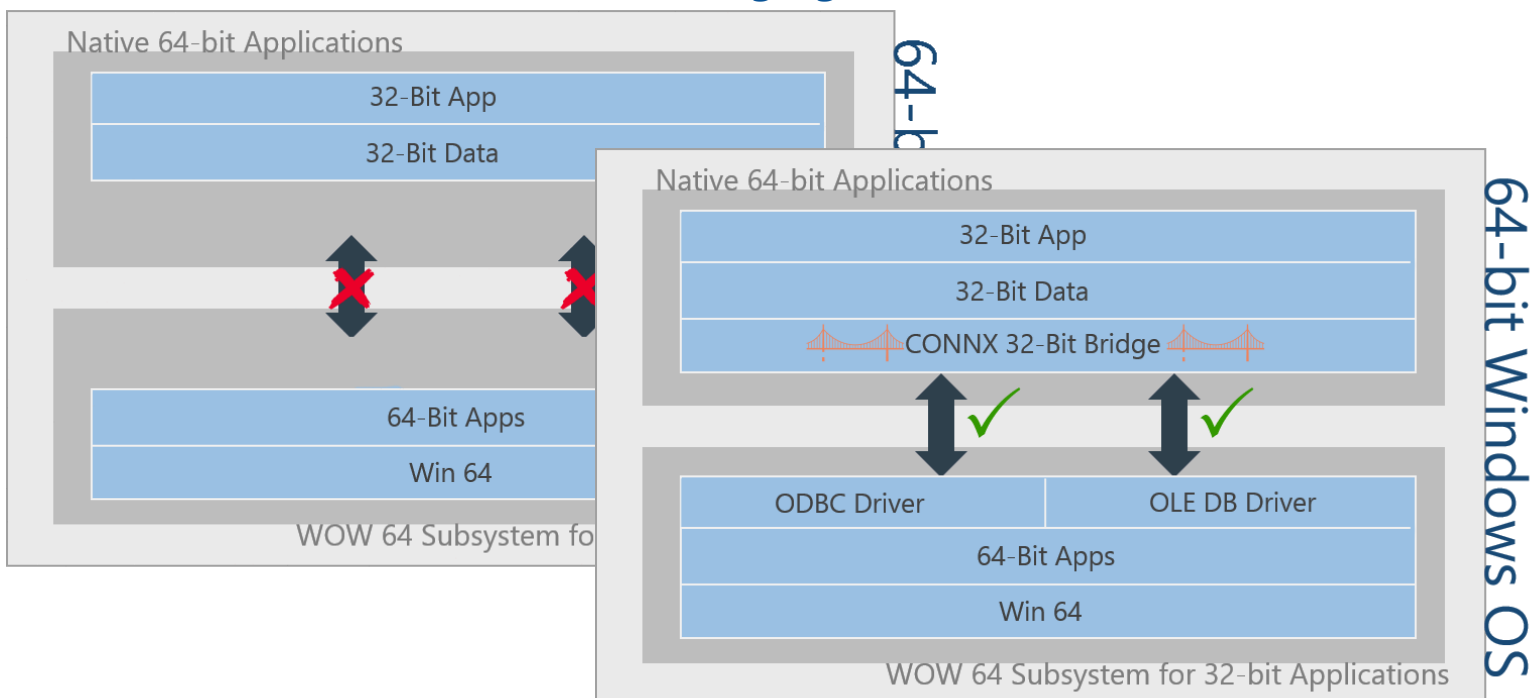 Native 64-bit Applications
32-Bit App
32-Bit Data
64-Bit Apps
Win 64
WOW 64 Subsystem fo
64-b
Native 64-bit Applications
32-Bit App
32-Bit Data
CONNX 32-Bit Bridge
ODBC Driver
OLE DB Driver
64-Bit Apps
Win 64
WOW 64 Subsystem for 32-bit Applications
64-bit Windows OS